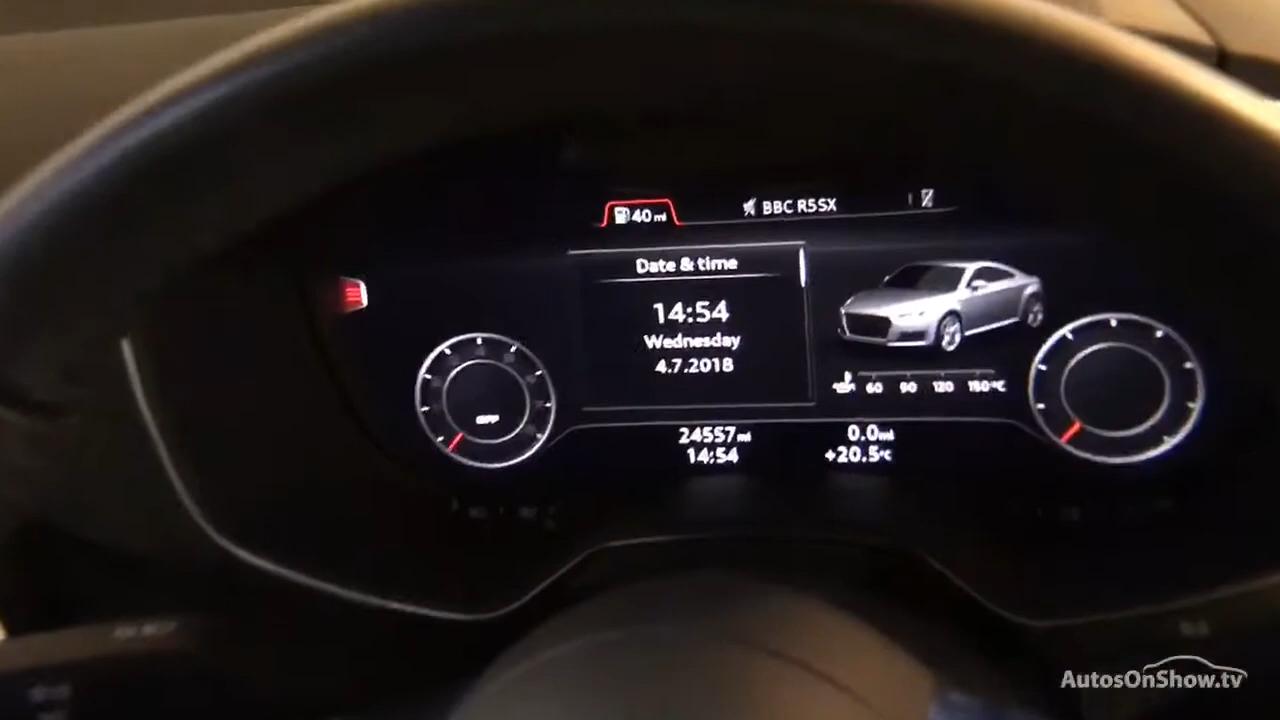 40 mi
BBC R5SX
Date & time
14:54
Wednesday
4.7.2018
60 90 120 150°C
OFF
24557 mi
0.0 mi
14:54
+20.5°C
AutosOnShow.tv